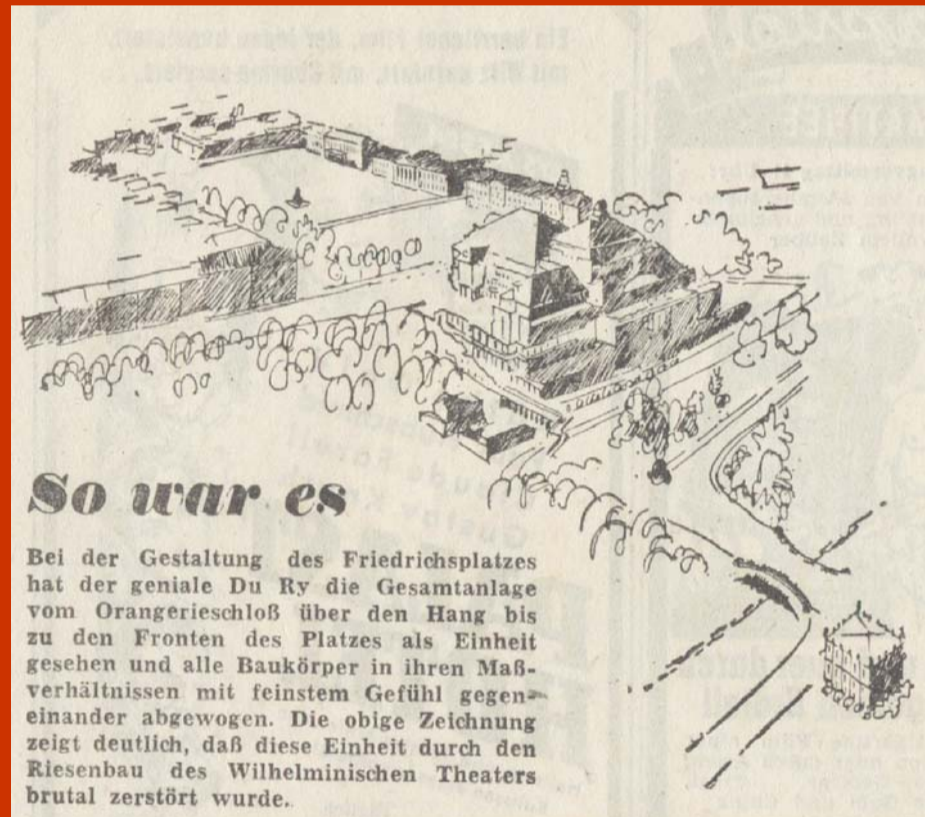 So war es
Bei der Gestaltung des Friedrichsplatzes
hat der geniale Du Ry die Gesamtanlage
vom Orangerieschloß über den Hang bis
zu den Fronten des Platzes als Einheit
gesehen und alle Baukörper in ihren Maß-
verhältnissen mit feinstem Gefühl gegen-
einander abgewogen. Die obige Zeichnung
zeigt deutlich, daß diese Einheit durch den
Riesenbau des Wilhelminischen Theaters
brutal zerstört wurde.